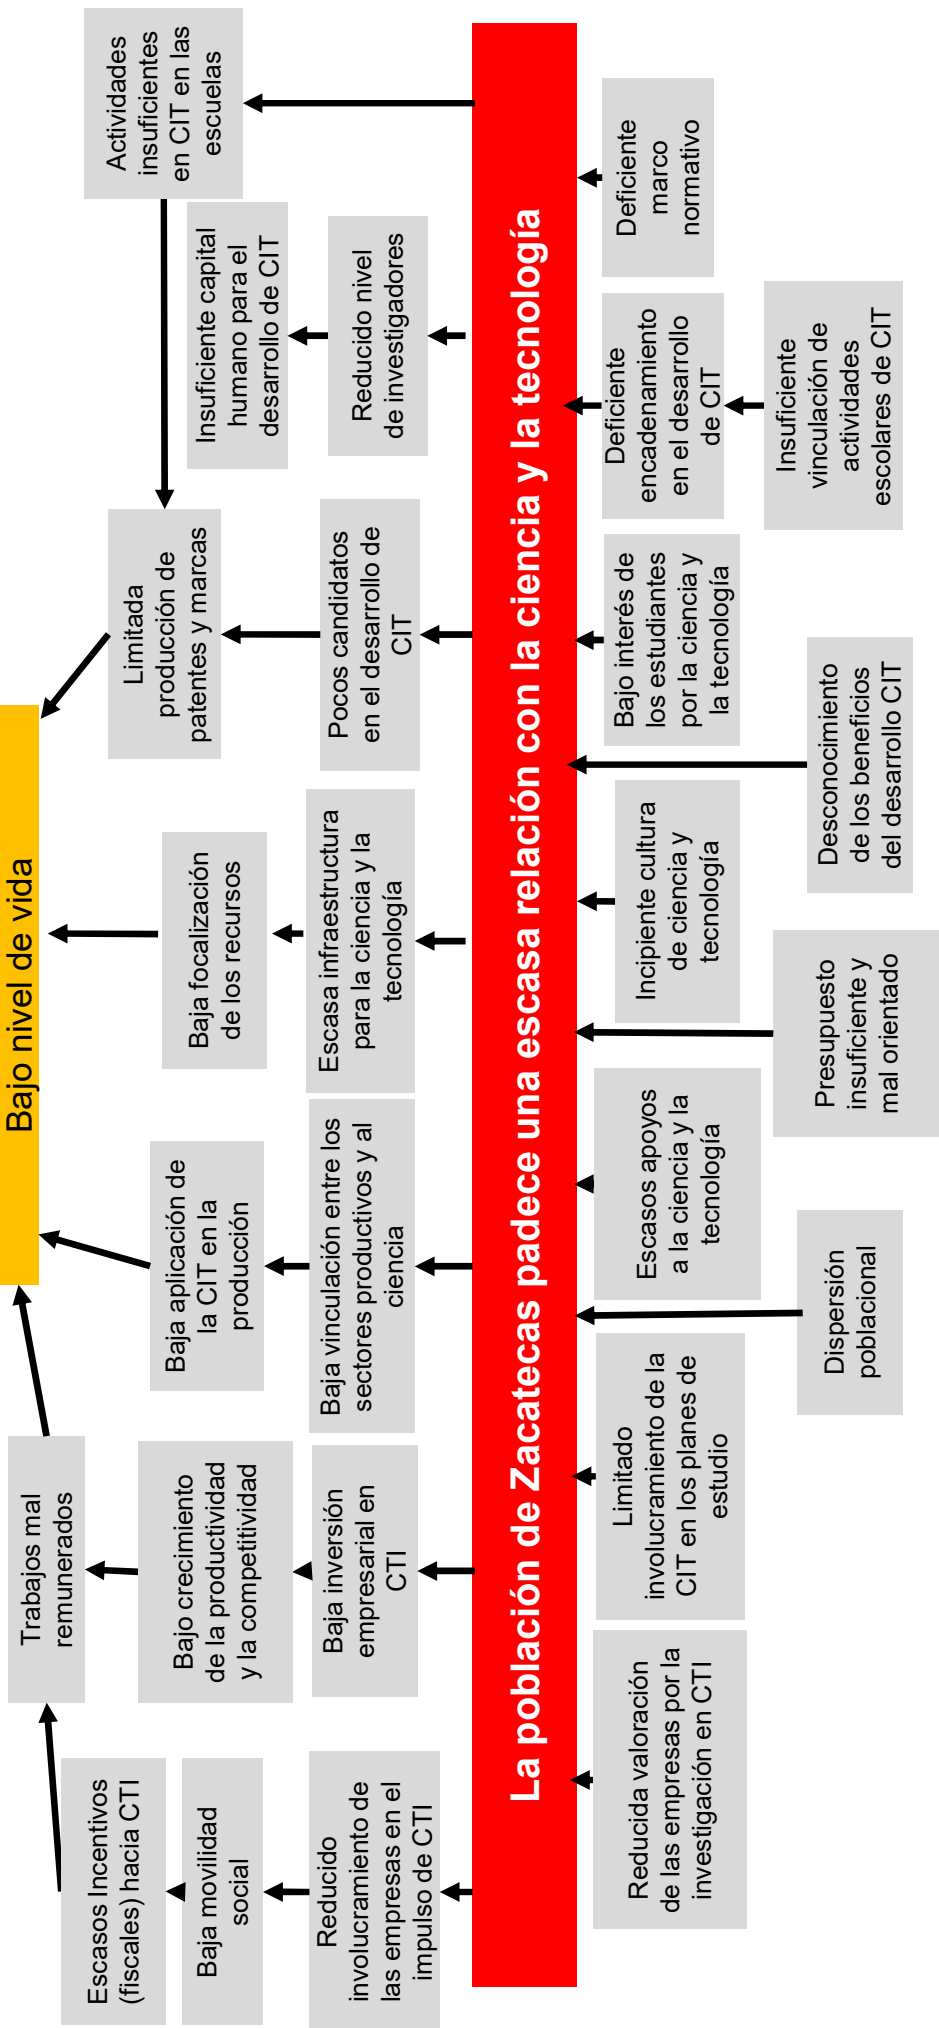 Bajo nivel de vida
Trabajos mal
remunerados
Escasos Incentivos
(fiscales) hacia CTI
Baja movilidad
social
Reducido
involucramiento de
las empresas en el
impulso de CTI
Bajo crecimiento
de la productividad
y la competitividad
Baja inversión
empresarial en
CTI
Baja aplicación de
la CIT en la
producción
Baja vinculación entre los
sectores productivos y al
ciencia
Baja focalización
de los recursos
Escasa infraestructura
para la ciencia y la
tecnología
Limitada
producción de
patentes y marcas
Pocos candidatos
en el desarrollo de
CIT
Insuficiente capital
humano para el
desarrollo de CIT
Reducido nivel
de investigadores
Actividades
insuficientes
en CIT en las
escuelas
La población de Zacatecas padece una escasa relación con la ciencia y la tecnología
Reducida valoración
de las empresas por la
investigación en CTI
Limitado
involucramiento de la
CIT en los planes de
estudio
Dispersión
poblacional
Escasos apoyos
a la ciencia y la
tecnología
Presupuesto
insuficiente y
mal orientado
Incipiente cultura
de ciencia y
tecnología
Desconocimiento
de los beneficios
del desarrollo CIT
Bajo interés de
los estudiantes
por la ciencia y
la tecnología
Deficiente
encadenamiento
en el desarrollo
de CIT
Insuficiente
vinculación de
actividades
escolares de CIT
Deficiente
marco
normativo